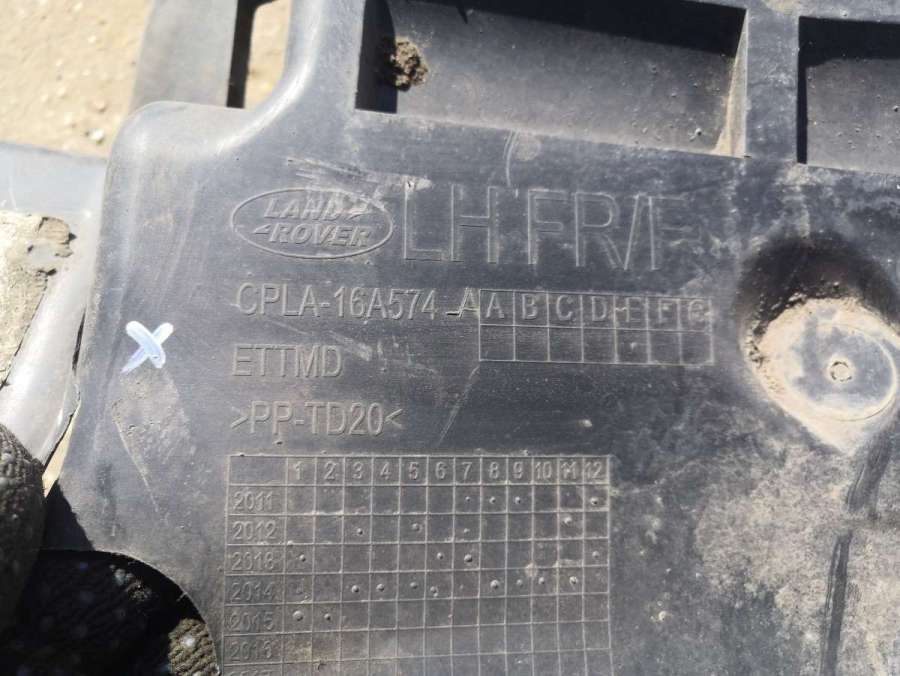 LAND
ROVER
LH FR/F
CPLA-16A574 -A A B C D E F G
ETTMD
>PP-TD20<
1 2 3 4 5 6 7 8 9 10 11 12
2011
2012
2013
2014
2015
2016